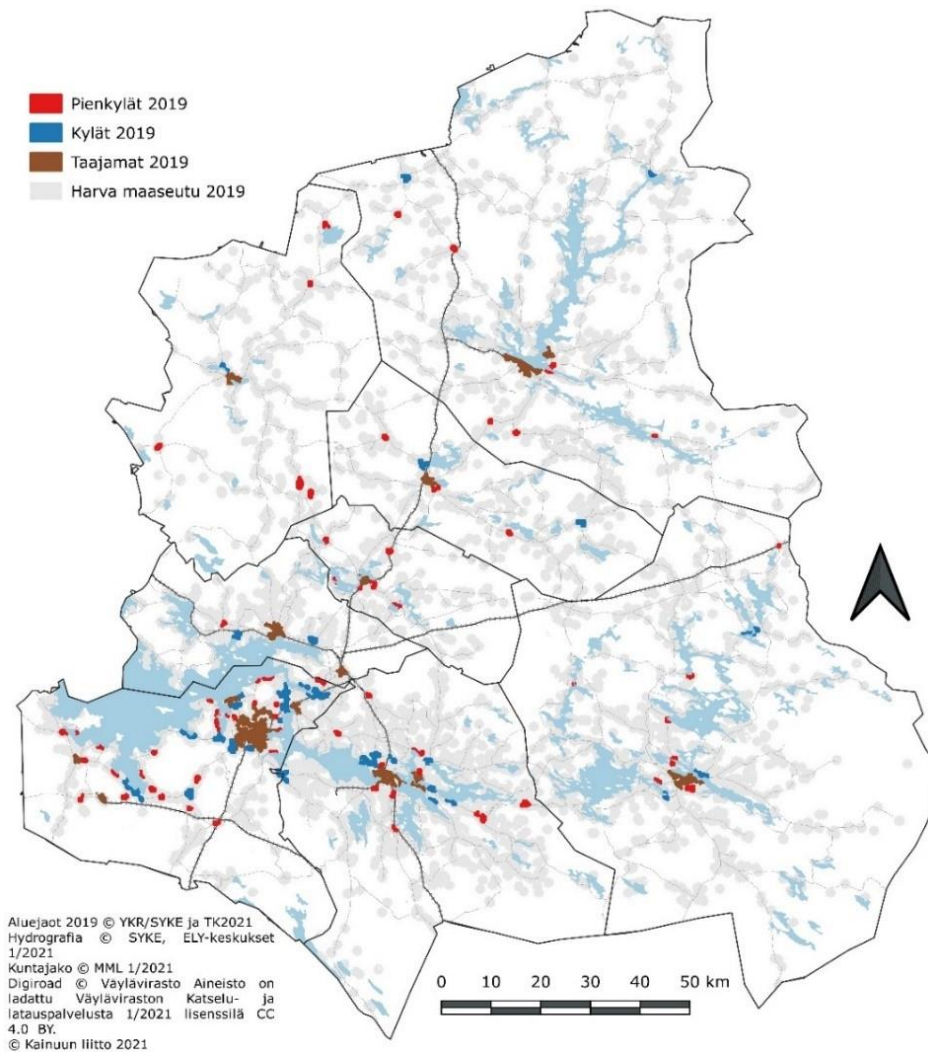 Pienkylät 2019
Kylät 2019
Taajamat 2019
Harva maaseutu 2019
Aluejaot 2019 © YKR/SYKE ja TK2021
Hydrografia © SYKE, ELY-keskukset
1/2021
Kuntajako © MML 1/2021
Digiroad © Väylävirasto Aineisto on
ladattu Väyläviraston Katselu- ja
latauspalvelusta 1/2021 lisenssilä CC
4.0 BY.
© Kainuun liitto 2021
0 10 20 30 40 50 km